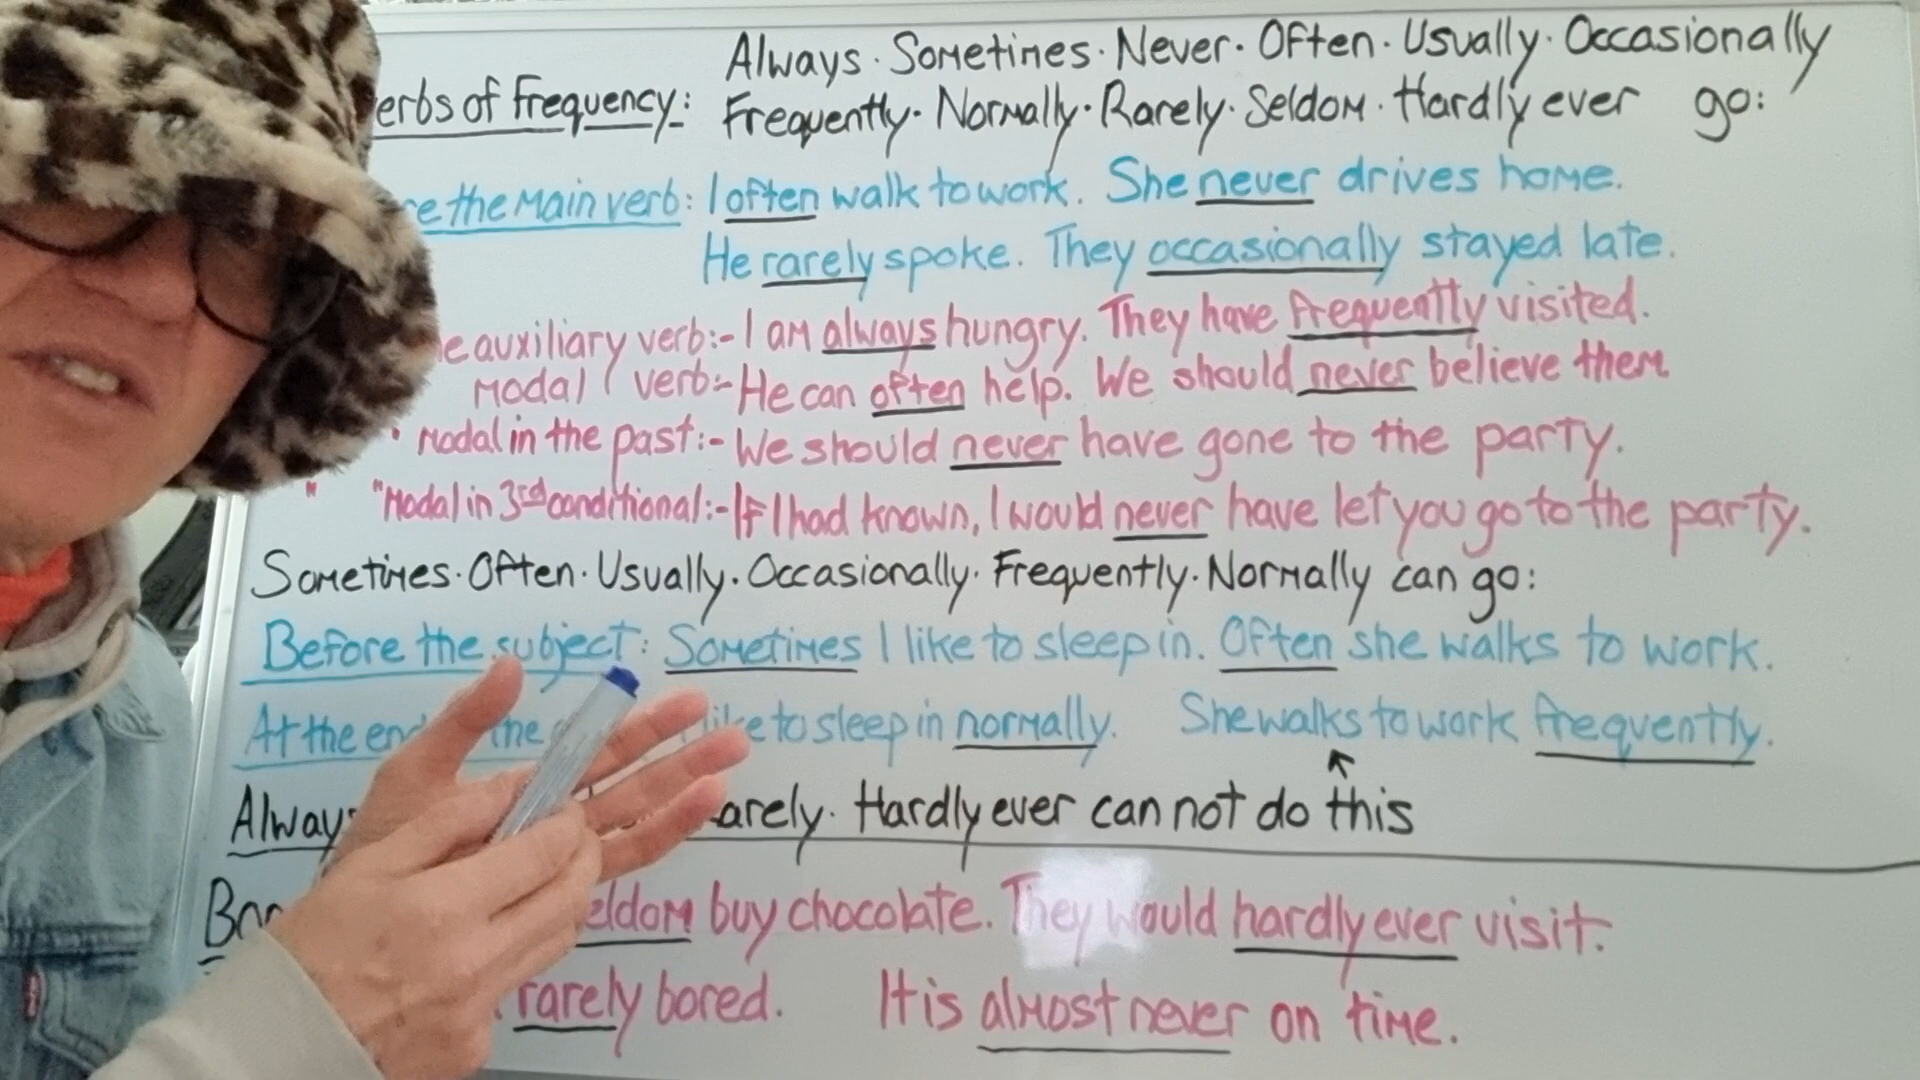 Always · Sometimes · Never · Often · Usually · Occasionally
erbs of Frequency: Frequently · Normally · Rarely · Seldom · Hardly ever go:
re the Main verb: I often walk to work. She never drives home.
He rarely spoke. They occasionally stayed late.
e auxiliary verb:- I am always hungry. They have frequently visited.
Modal verb:- He can often help. We should never believe them.
" Modal in the past:- We should never have gone to the party.
" "Modal in 3rd conditional:- If I had known, I would never have let you go to the party.
Sometimes · Often · Usually · Occasionally · Frequently · Normally can go:
Before the subject: Sometimes I like to sleep in. Often she walks to work.
At the end the like to sleep in normally. She walks to work frequently.
Always arely · Hardly ever can not do this
eldom buy chocolate. They would hardly ever visit.
rarely bored. It is almost never on time.